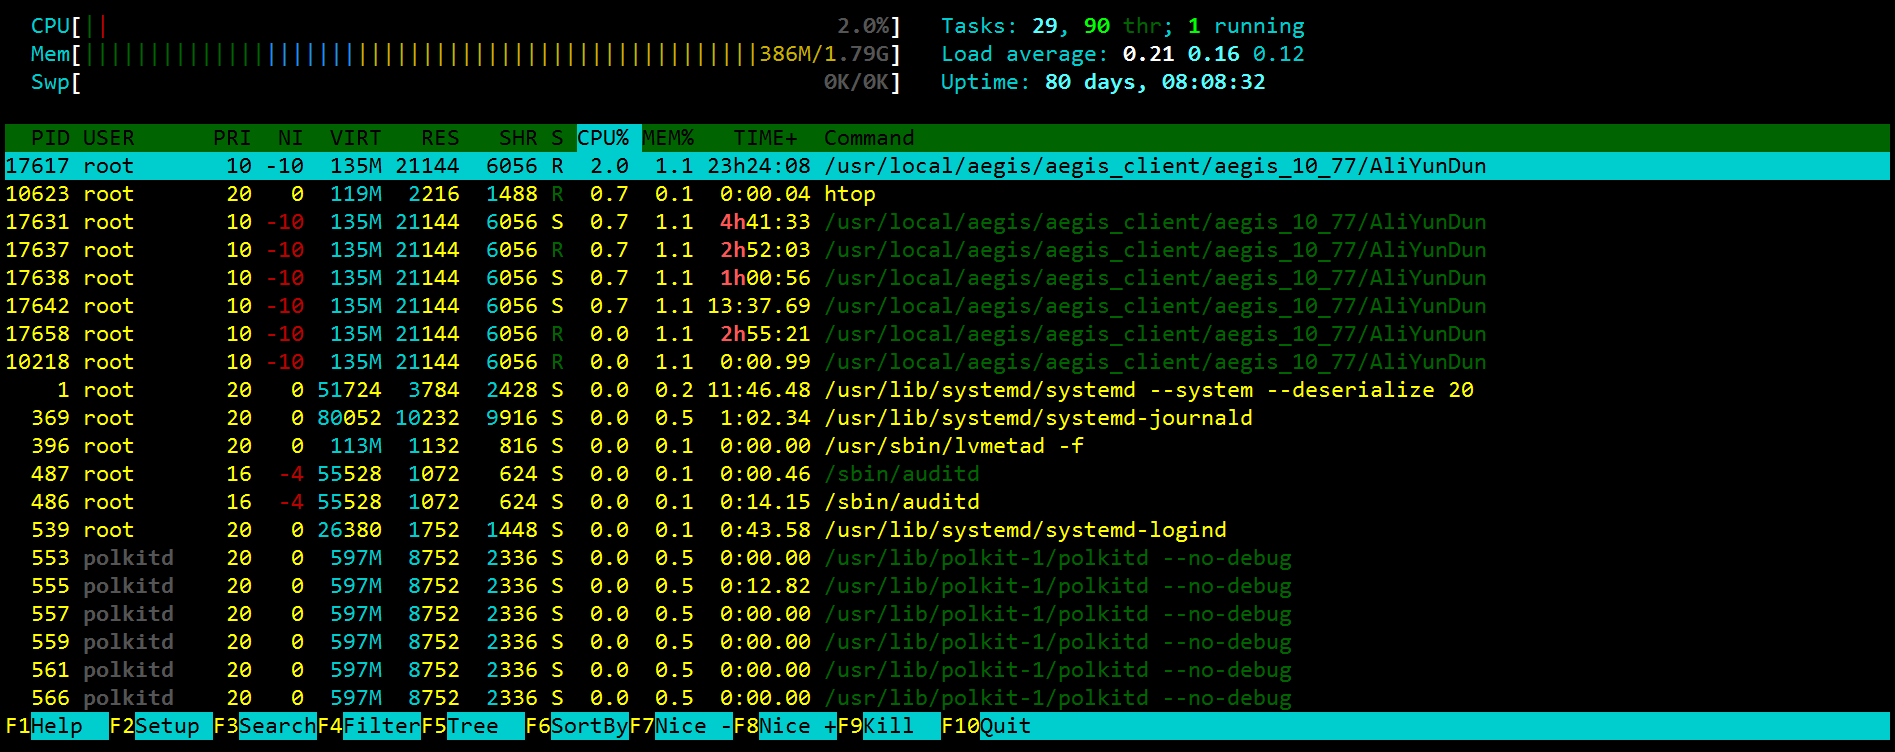 CPU[|| 2.0%] Tasks: 29, 90 thr; 1 running
Mem[||||||||||||||||||||||||||||||||||||||||||||||||||||386M/1.79G] Load average: 0.21 0.16 0.12
Swp[ 0K/0K] Uptime: 80 days, 08:08:32
PID USER PRI NI VIRT RES SHR S CPU% MEM% TIME+ Command
17617 root 10 -10 135M 21144 6056 R 2.0 1.1 23h24:08 /usr/local/aegis/aegis_client/aegis_10_77/AliYunDun
10623 root 20 0 119M 2216 1488 R 0.7 0.1 0:00.04 htop
17631 root 10 -10 135M 21144 6056 S 0.7 1.1 4h41:33 /usr/local/aegis/aegis_client/aegis_10_77/AliYunDun
17637 root 10 -10 135M 21144 6056 R 0.7 1.1 2h52:03 /usr/local/aegis/aegis_client/aegis_10_77/AliYunDun
17638 root 10 -10 135M 21144 6056 S 0.7 1.1 1h00:56 /usr/local/aegis/aegis_client/aegis_10_77/AliYunDun
17642 root 10 -10 135M 21144 6056 S 0.7 1.1 13:37.69 /usr/local/aegis/aegis_client/aegis_10_77/AliYunDun
17658 root 10 -10 135M 21144 6056 R 0.0 1.1 2h55:21 /usr/local/aegis/aegis_client/aegis_10_77/AliYunDun
10218 root 10 -10 135M 21144 6056 R 0.0 1.1 0:00.99 /usr/local/aegis/aegis_client/aegis_10_77/AliYunDun
1 root 20 0 51724 3784 2428 S 0.0 0.2 11:46.48 /usr/lib/systemd/systemd --system --deserialize 20
369 root 20 0 80052 10232 9916 S 0.0 0.5 1:02.34 /usr/lib/systemd/systemd-journald
396 root 20 0 113M 1132 816 S 0.0 0.1 0:00.00 /usr/sbin/lvmetad -f
487 root 16 -4 55528 1072 624 S 0.0 0.1 0:00.46 /sbin/auditd
486 root 16 -4 55528 1072 624 S 0.0 0.1 0:14.15 /sbin/auditd
539 root 20 0 26380 1752 1448 S 0.0 0.1 0:43.58 /usr/lib/systemd/systemd-logind
553 polkitd 20 0 597M 8752 2336 S 0.0 0.5 0:00.00 /usr/lib/polkit-1/polkitd --no-debug
555 polkitd 20 0 597M 8752 2336 S 0.0 0.5 0:12.82 /usr/lib/polkit-1/polkitd --no-debug
557 polkitd 20 0 597M 8752 2336 S 0.0 0.5 0:00.00 /usr/lib/polkit-1/polkitd --no-debug
559 polkitd 20 0 597M 8752 2336 S 0.0 0.5 0:00.00 /usr/lib/polkit-1/polkitd --no-debug
561 polkitd 20 0 597M 8752 2336 S 0.0 0.5 0:00.00 /usr/lib/polkit-1/polkitd --no-debug
566 polkitd 20 0 597M 8752 2336 S 0.0 0.5 0:00.00 /usr/lib/polkit-1/polkitd --no-debug
F1Help F2Setup F3SearchF4FilterF5Tree F6SortByF7Nice -F8Nice +F9Kill F10Quit